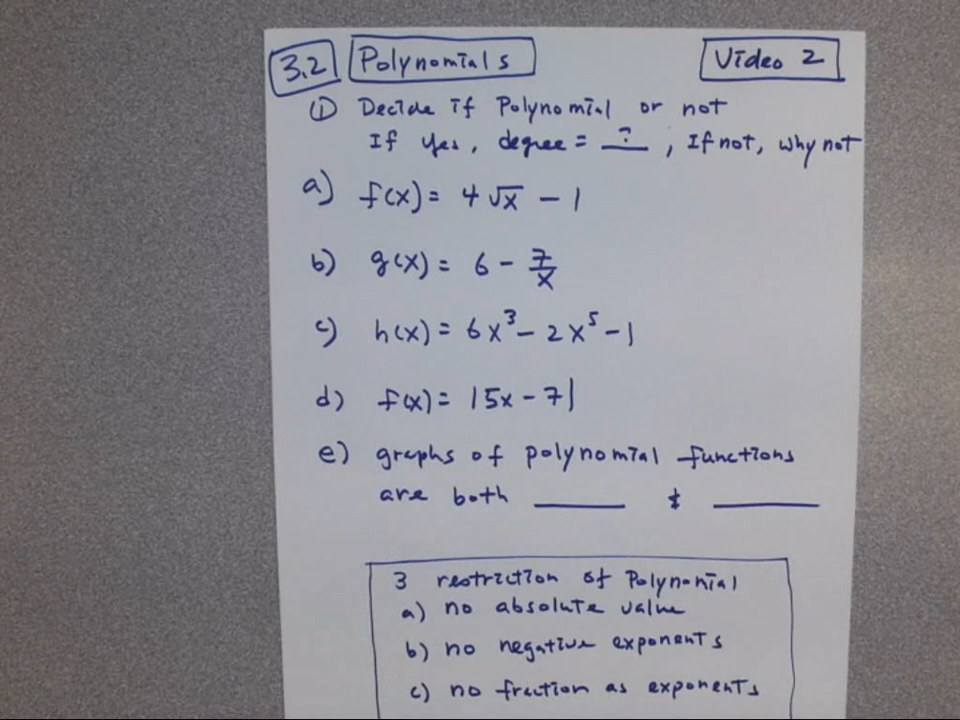 3.2 Polynomials Video 2
① Decide if Polynomial or not
If yes, degree = ? , If not, why not
a) f(x) = 4√x - 1
b) g(x) = 6 - 7/x
c) h(x) = 6x³ - 2x⁵ - 1
d) f(x) = |5x - 7|
e) graphs of polynomial functions
are both ______ & ______
3 restriction of Polynomial
a) no absolute value
b) no negative exponents
c) no fraction as exponents